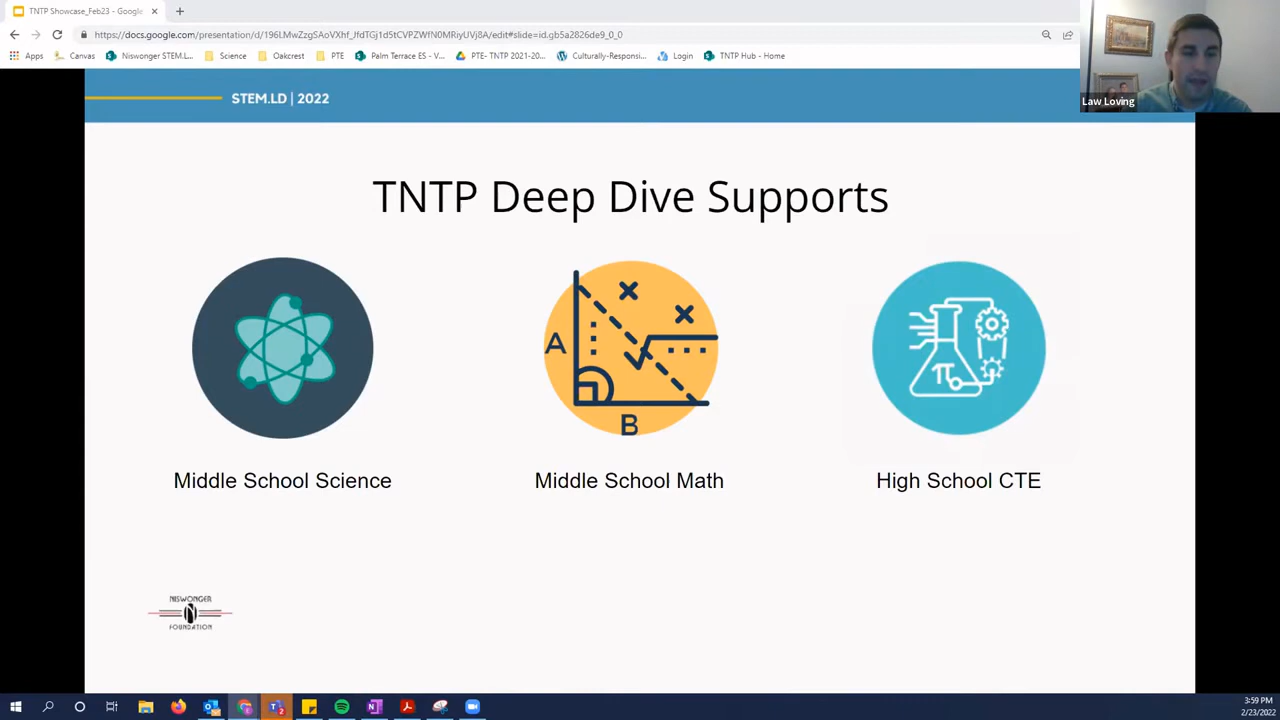 TNTP Showcase_Feb23 - Google
https://docs.google.com/presentation/d/196LMwZzgSAoVXhf_JfdTGJ1d5tCVPZWfN0MRiyUVj8A/edit#slide=id.gb5a2826de9_0_0
Apps Canvas Niswonger STEM.L... Science Oakcrest PTE Palm Terrace ES - V... PTE- TNTP 2021-20... Culturally-Responsi... Login TNTP Hub - Home
Law Loving
STEM.LD | 2022
TNTP Deep Dive Supports
A
B
π
Middle School Science
Middle School Math
High School CTE
NISWONGER
N
FOUNDATION
3:59 PM
2/23/2022